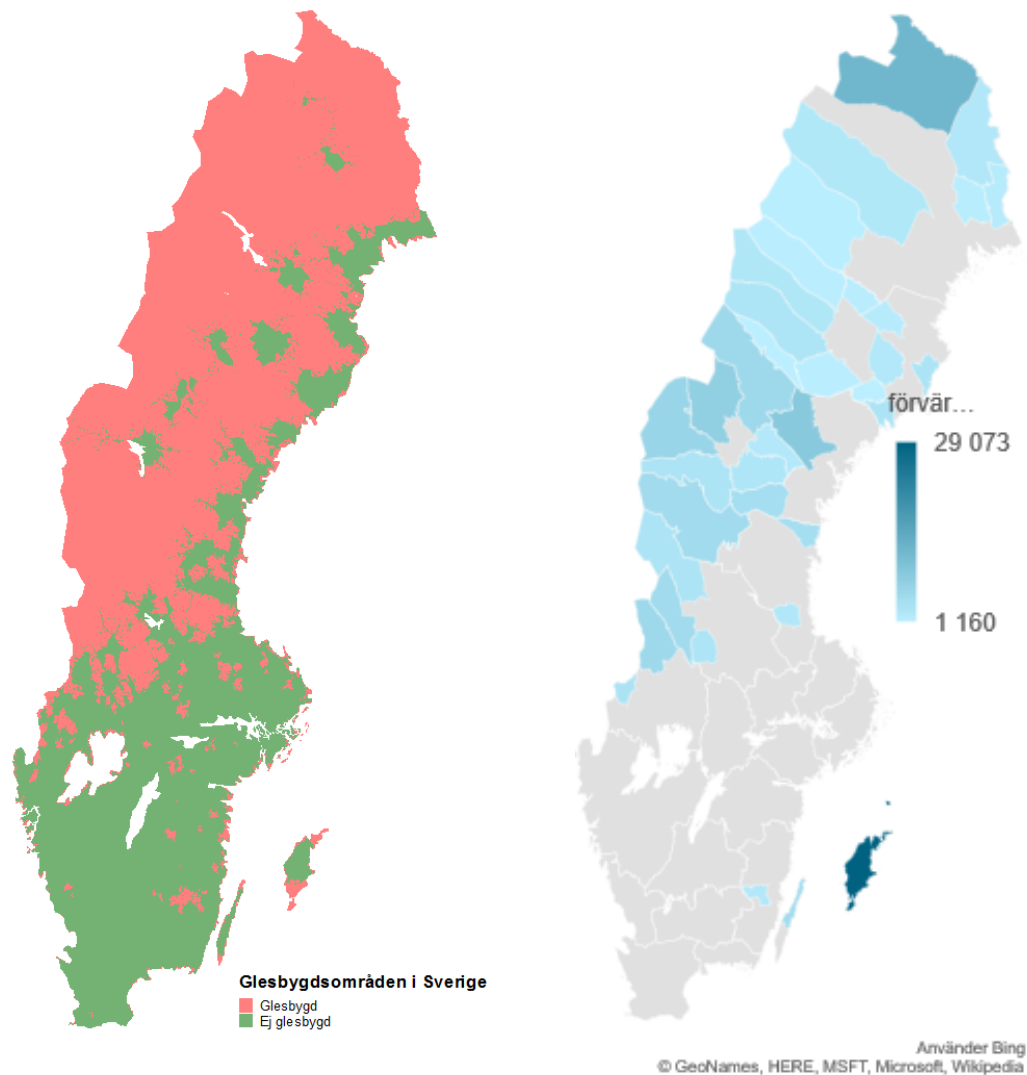 förvär...
29 073
1 160
Glesbygdsområden i Sverige
Glesbygd
Ej glesbygd
Använder Bing
© GeoNames, HERE, MSFT, Microsoft, Wikipedia